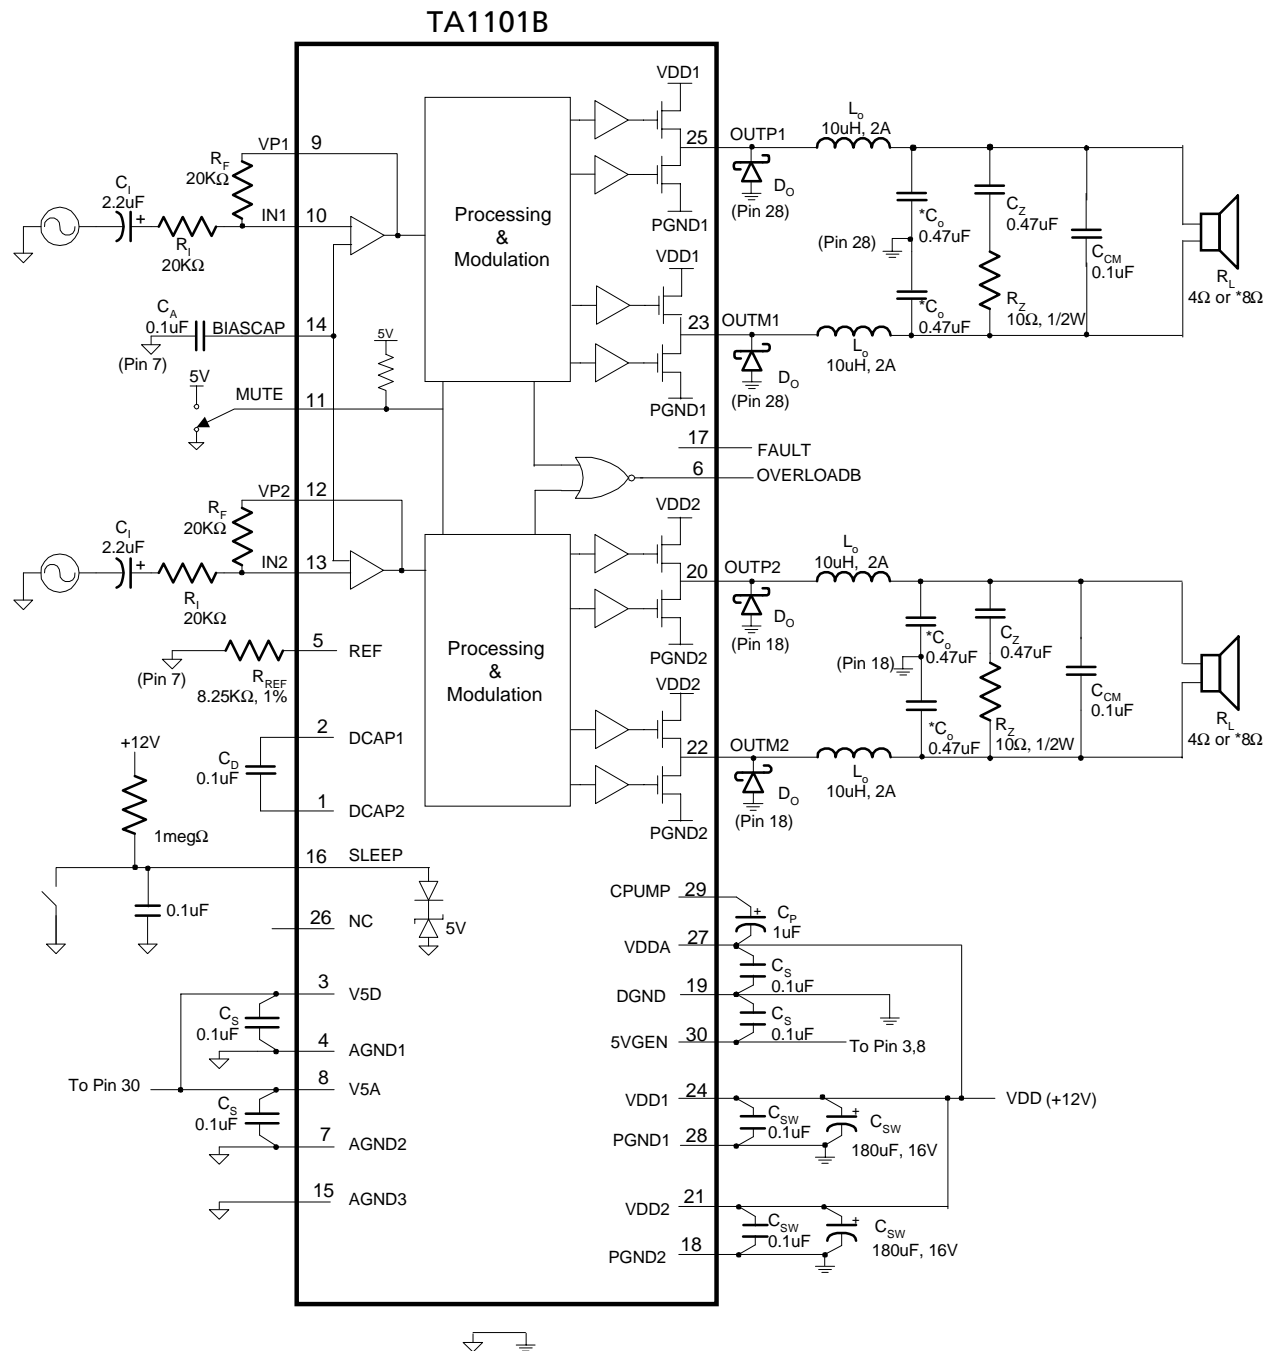 TA1101B
VDD1
VP1
9
R_F
20KΩ
C_I
2.2uF
+
IN1
10
R_I
20KΩ
Processing
&
Modulation
25
OUTP1
PGND1
D_O
(Pin 28)
L_o
10uH, 2A
*C_o
0.47uF
(Pin 28)
*C_o
0.47uF
C_Z
0.47uF
R_Z
10Ω, 1/2W
C_CM
0.1uF
R_L
4Ω or *8Ω
C_A
0.1uF
BIASCAP
14
(Pin 7)
5V
MUTE
11
5V
VDD1
23
OUTM1
PGND1
D_O
(Pin 28)
L_o
10uH, 2A
17
FAULT
6
OVERLOADB
VP2
12
R_F
20KΩ
C_I
2.2uF
+
IN2
13
R_I
20KΩ
Processing
&
Modulation
VDD2
20
OUTP2
PGND2
D_O
(Pin 18)
L_o
10uH, 2A
*C_o
0.47uF
(Pin 18)
*C_o
0.47uF
C_Z
0.47uF
R_Z
10Ω, 1/2W
C_CM
0.1uF
R_L
4Ω or *8Ω
5
REF
(Pin 7)
R_REF
8.25KΩ, 1%
VDD2
22
OUTM2
PGND2
D_O
(Pin 18)
L_o
10uH, 2A
2
DCAP1
C_D
0.1uF
1
DCAP2
+12V
1megΩ
16
SLEEP
0.1uF
5V
26
NC
3
V5D
C_S
0.1uF
4
AGND1
To Pin 30
8
V5A
C_S
0.1uF
7
AGND2
15
AGND3
CPUMP
29
+
C_P
1uF
VDDA
27
C_S
0.1uF
DGND
19
C_S
0.1uF
5VGEN
30
To Pin 3,8
VDD1
24
VDD (+12V)
C_SW
0.1uF
+
C_SW
180uF, 16V
PGND1
28
VDD2
21
C_SW
0.1uF
+
C_SW
180uF, 16V
PGND2
18